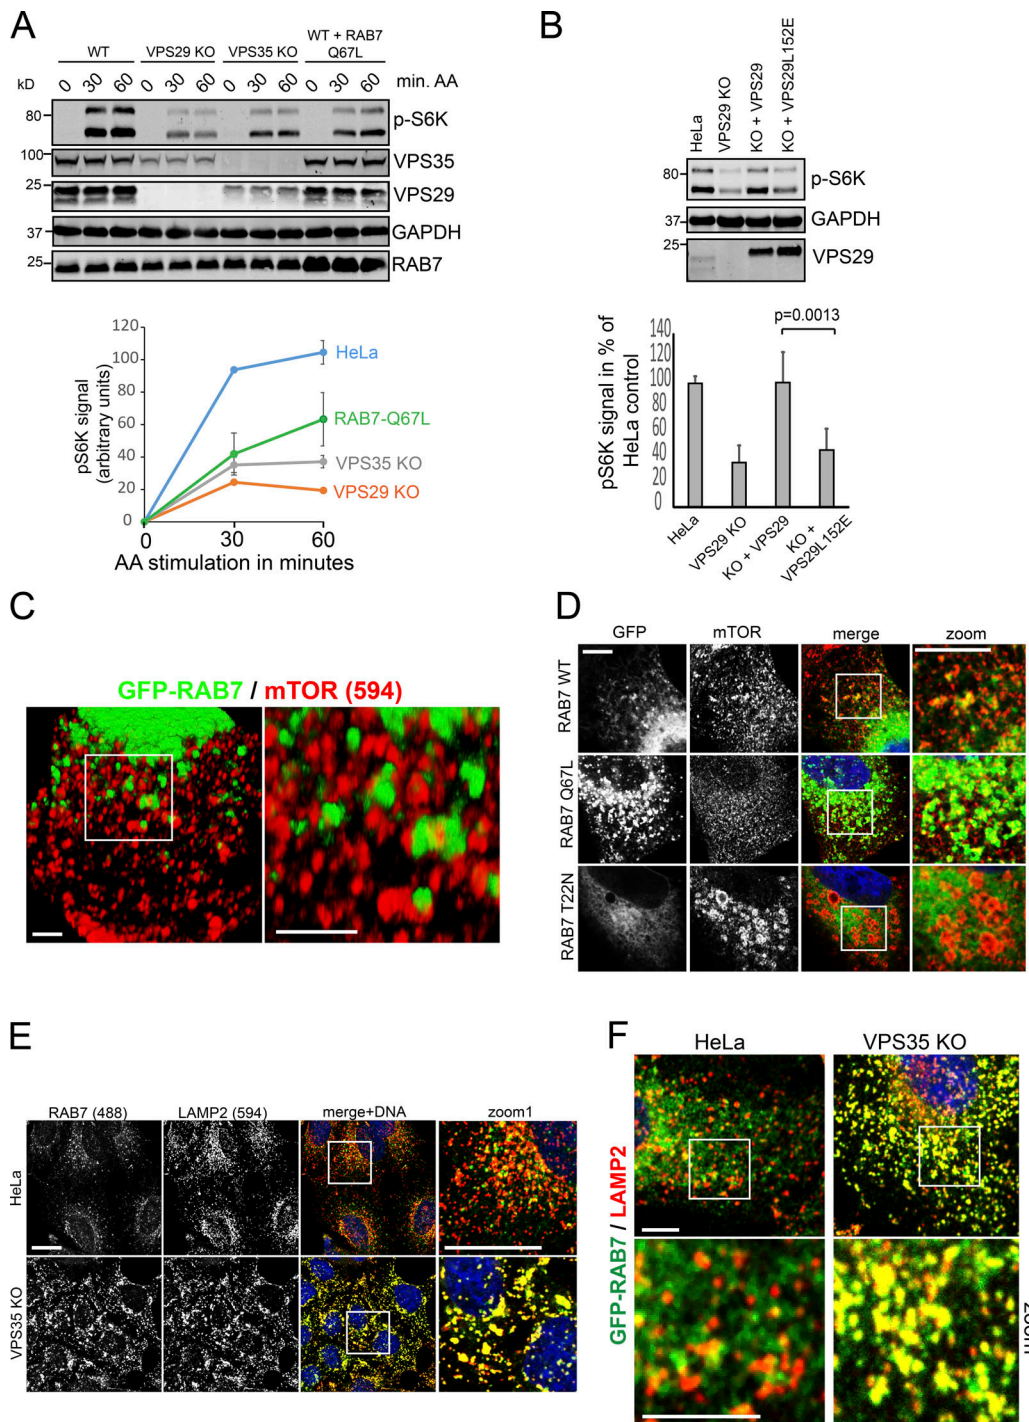 A
WT
VPS29 KO
VPS35 KO
WT + RAB7
Q67L
kD
0 30 60 0 30 60 0 30 60 0 30 60
min. AA
80
p-S6K
100
VPS35
25
VPS29
37
GAPDH
25
RAB7
pS6K signal
(arbitrary units)
120
100
80
60
40
20
0
HeLa
RAB7-Q67L
VPS35 KO
VPS29 KO
0 30 60
AA stimulation in minutes
B
HeLa
VPS29 KO
KO + VPS29
KO + VPS29L152E
80
p-S6K
37
GAPDH
25
VPS29
p=0.0013
pS6K signal in % of
HeLa control
140
120
100
80
60
40
20
0
HeLa
VPS29 KO
KO + VPS29
KO +
VPS29L152E
C
GFP-RAB7 / mTOR (594)
D
GFP mTOR merge zoom
RAB7 WT
RAB7 Q67L
RAB7 T22N
E
RAB7 (488) LAMP2 (594) merge+DNA zoom1
HeLa
VPS35 KO
F
HeLa VPS35 KO
GFP-RAB7 / LAMP2
zoom